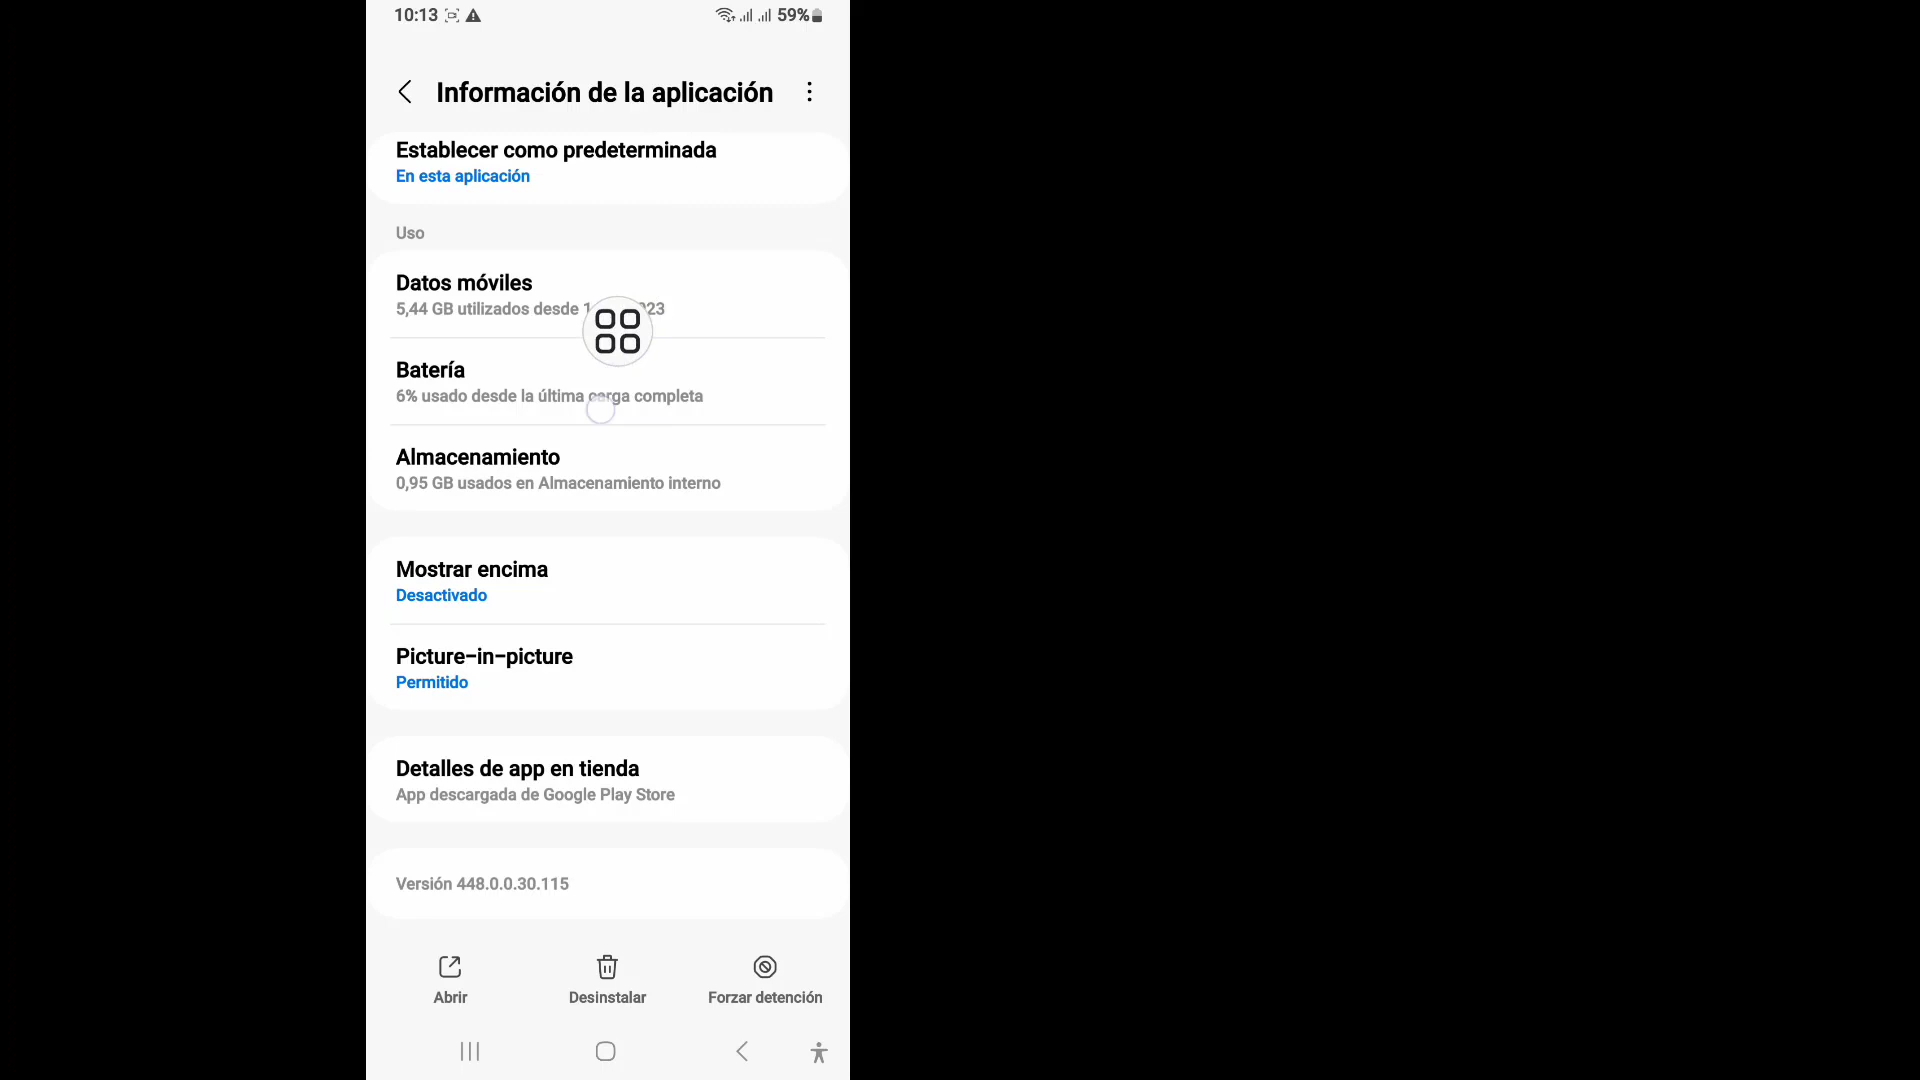 10:13 59%
Información de la aplicación
Establecer como predeterminada
En esta aplicación
Uso
Datos móviles
5,44 GB utilizados desde 1 23
Batería
6% usado desde la última carga completa
Almacenamiento
0,95 GB usados en Almacenamiento interno
Mostrar encima
Desactivado
Picture-in-picture
Permitido
Detalles de app en tienda
App descargada de Google Play Store
Versión 448.0.0.30.115
Abrir Desinstalar Forzar detención